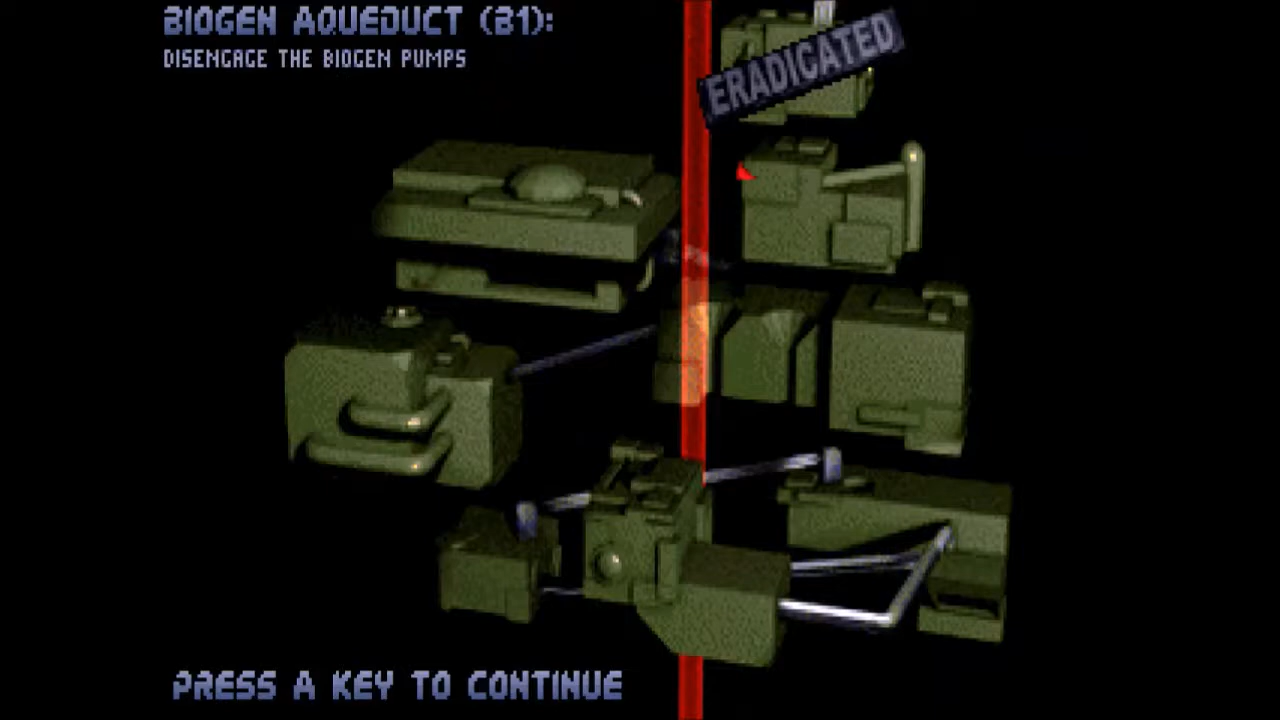 BIOGEN AQUEDUCT (B1):
DISENGAGE THE BIOGEN PUMPS
ERADICATED
PRESS A KEY TO CONTINUE